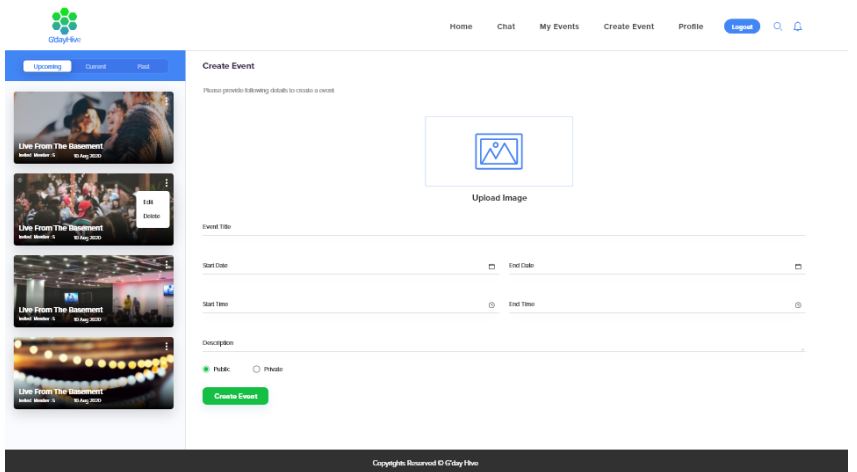 G'dayHive
Home Chat My Events Create Event Profile Logout
Upcoming Current Past
Live From The Basement
Invited Member : 5 10 Aug 2020
Edit
Delete
Live From The Basement
Invited Member : 5 10 Aug 2020
Live From The Basement
Invited Member : 5 10 Aug 2020
Live From The Basement
Invited Member : 5 10 Aug 2020
Create Event
Please provide following details to create a event
Upload Image
Event Title
Start Date End Date
Start Time End Time
Description
Public Private
Create Event
Copyrights Reserved © G'day Hive